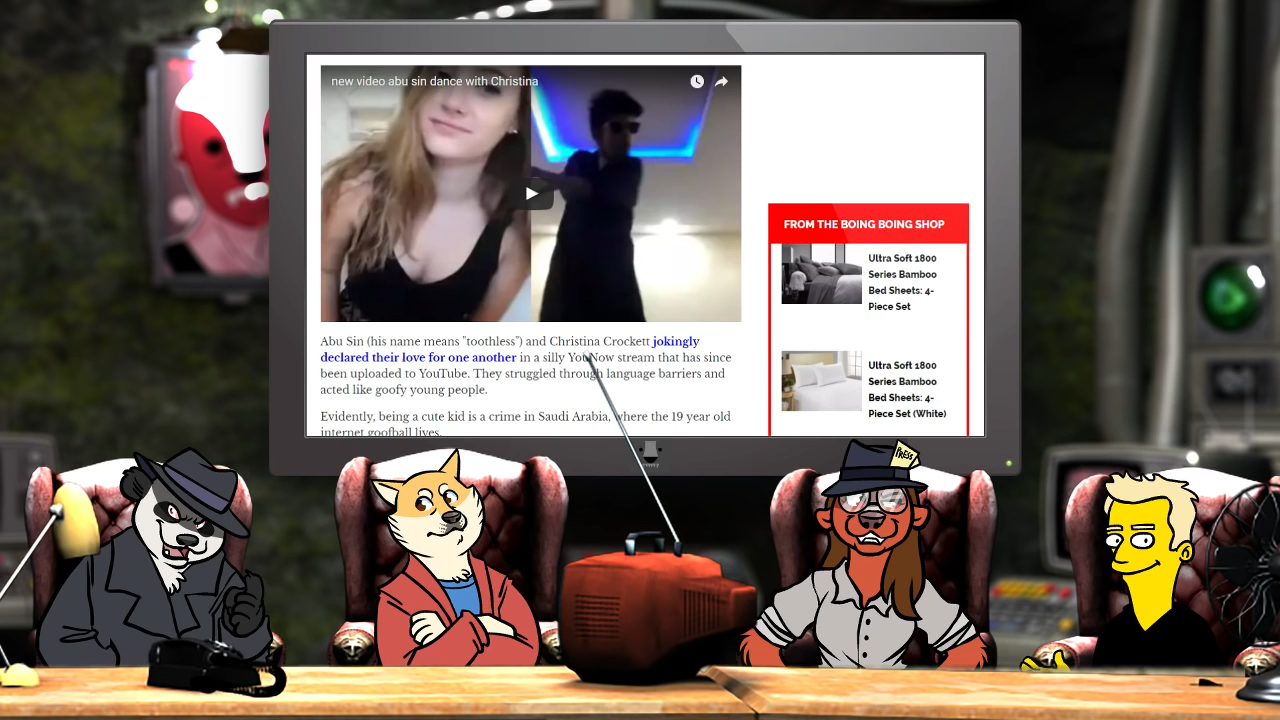 new video abu sin dance with Christina
Abu Sin (his name means "toothless") and Christina Crockett jokingly
declared their love for one another in a silly YouNow stream that has since
been uploaded to YouTube. They struggled through language barriers and
acted like goofy young people.
Evidently, being a cute kid is a crime in Saudi Arabia, where the 19 year old
internet goofball lives.
FROM THE BOING BOING SHOP
Ultra Soft 1800
Series Bamboo
Bed Sheets: 4-
Piece Set
Ultra Soft 1800
Series Bamboo
Bed Sheets: 4-
Piece Set (White)
PRESS